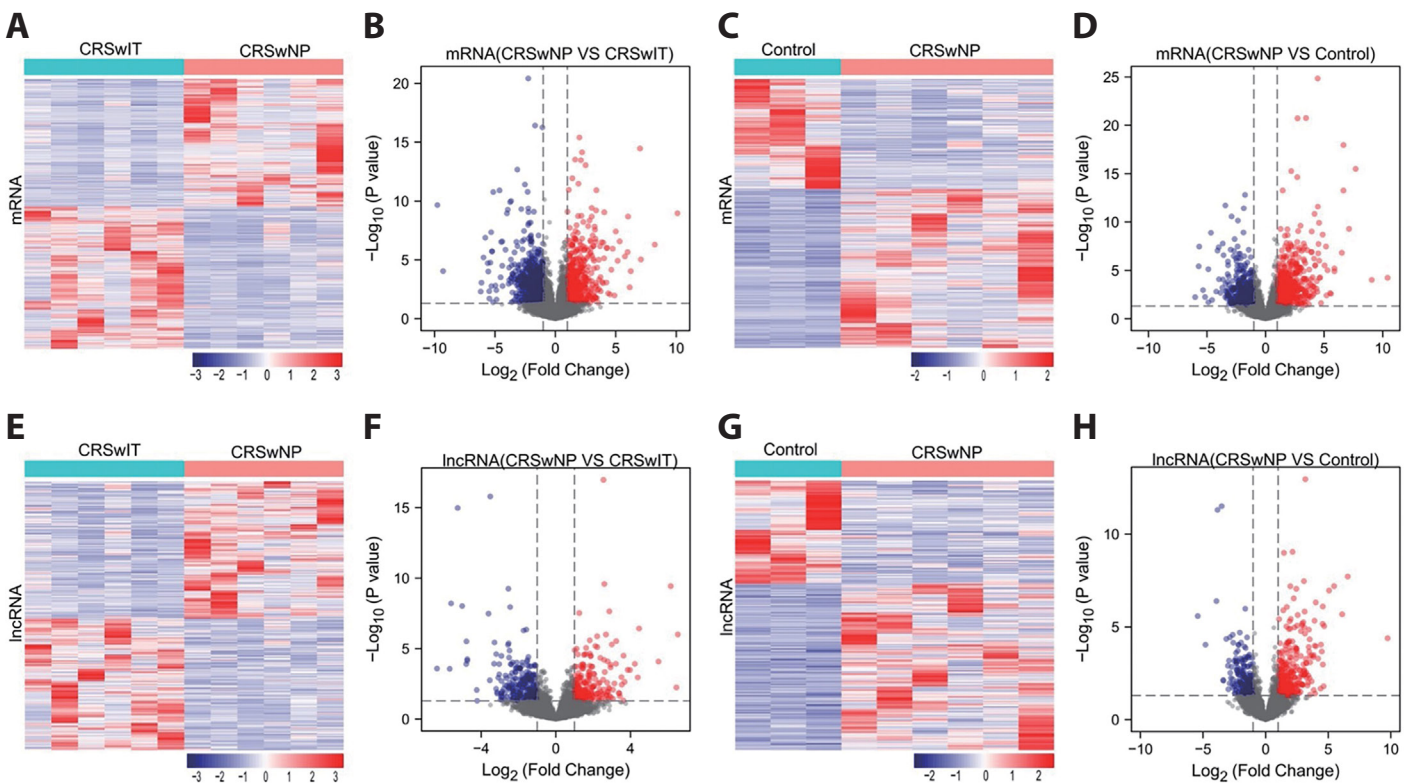 A
CRSwIT
CRSwNP
mRNA
−3 −2 −1 0 1 2 3
B
mRNA(CRSwNP VS CRSwIT)
−Log10 (P value)
20
15
10
5
0
−10 −5 0 5 10
Log2 (Fold Change)
C
Control
CRSwNP
mRNA
−2 −1 0 1 2
D
mRNA(CRSwNP VS Control)
−Log10 (P value)
25
20
15
10
5
0
−10 −5 0 5 10
Log2 (Fold Change)
E
CRSwIT
CRSwNP
lncRNA
−3 −2 −1 0 1 2 3
F
lncRNA(CRSwNP VS CRSwIT)
−Log10 (P value)
15
10
5
0
−4 0 4
Log2 (Fold Change)
G
Control
CRSwNP
lncRNA
−2 −1 0 1 2
H
lncRNA(CRSwNP VS Control)
−Log10 (P value)
10
5
0
−10 −5 0 5 10
Log2 (Fold Change)